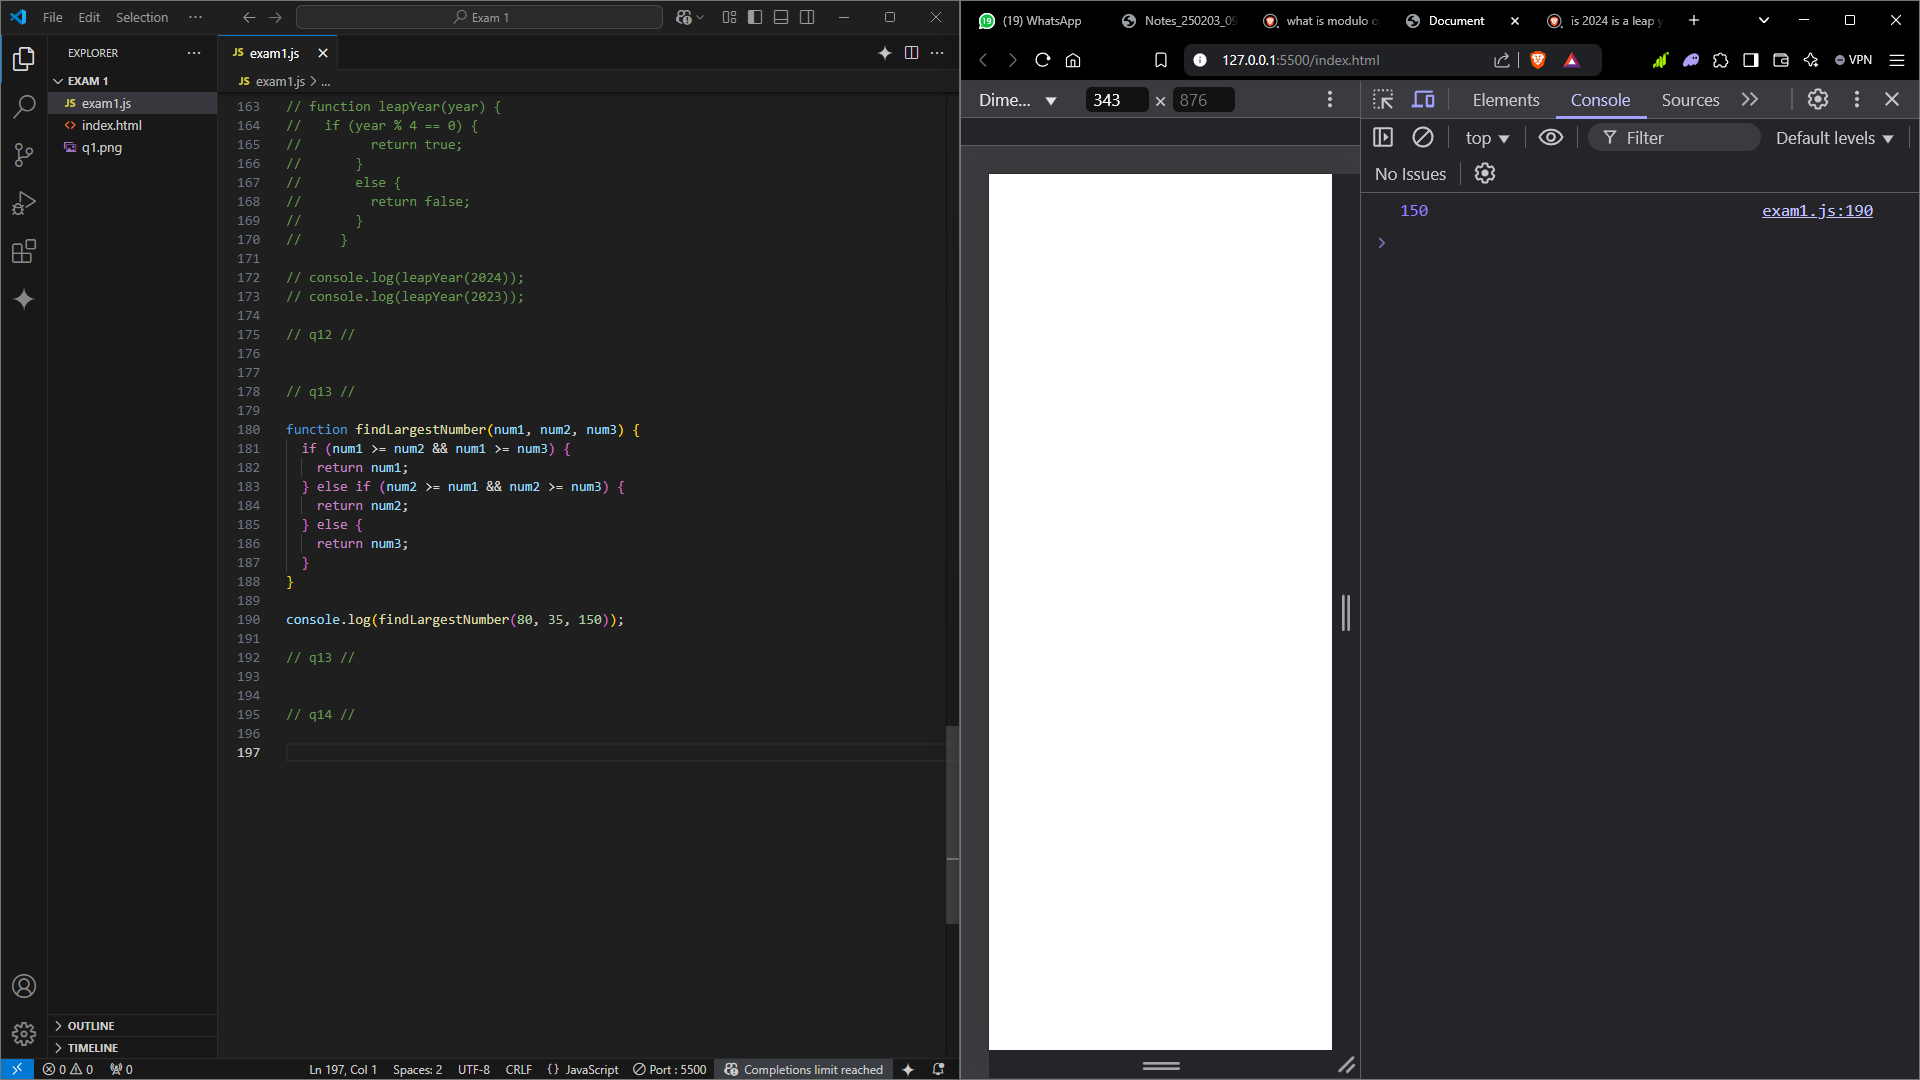 File Edit Selection ··· Exam 1
EXPLORER ···
EXAM 1
JS exam1.js
<> index.html
q1.png
OUTLINE
TIMELINE
JS exam1.js
JS exam1.js > ...
163 // function leapYear(year) {
164 //   if (year % 4 == 0) {
165 //         return true;
166 //       }
167 //       else {
168 //         return false;
169 //       }
170 //     }
171
172 // console.log(leapYear(2024));
173 // console.log(leapYear(2023));
174
175 // q12 //
176
177
178 // q13 //
179
180 function findLargestNumber(num1, num2, num3) {
181   if (num1 >= num2 && num1 >= num3) {
182     return num1;
183   } else if (num2 >= num1 && num2 >= num3) {
184     return num2;
185   } else {
186     return num3;
187   }
188 }
189
190 console.log(findLargestNumber(80, 35, 150));
191
192 // q13 //
193
194
195 // q14 //
196
197
0 0 0 Ln 197, Col 1 Spaces: 2 UTF-8 CRLF {} JavaScript Port : 5500 Completions limit reached
19 (19) WhatsApp Notes_250203_09 what is modulo o Document is 2024 is a leap y
127.0.0.1:5500/index.html VPN
Dime... 343 × 876
Elements Console Sources
top Filter Default levels
No Issues
150 exam1.js:190